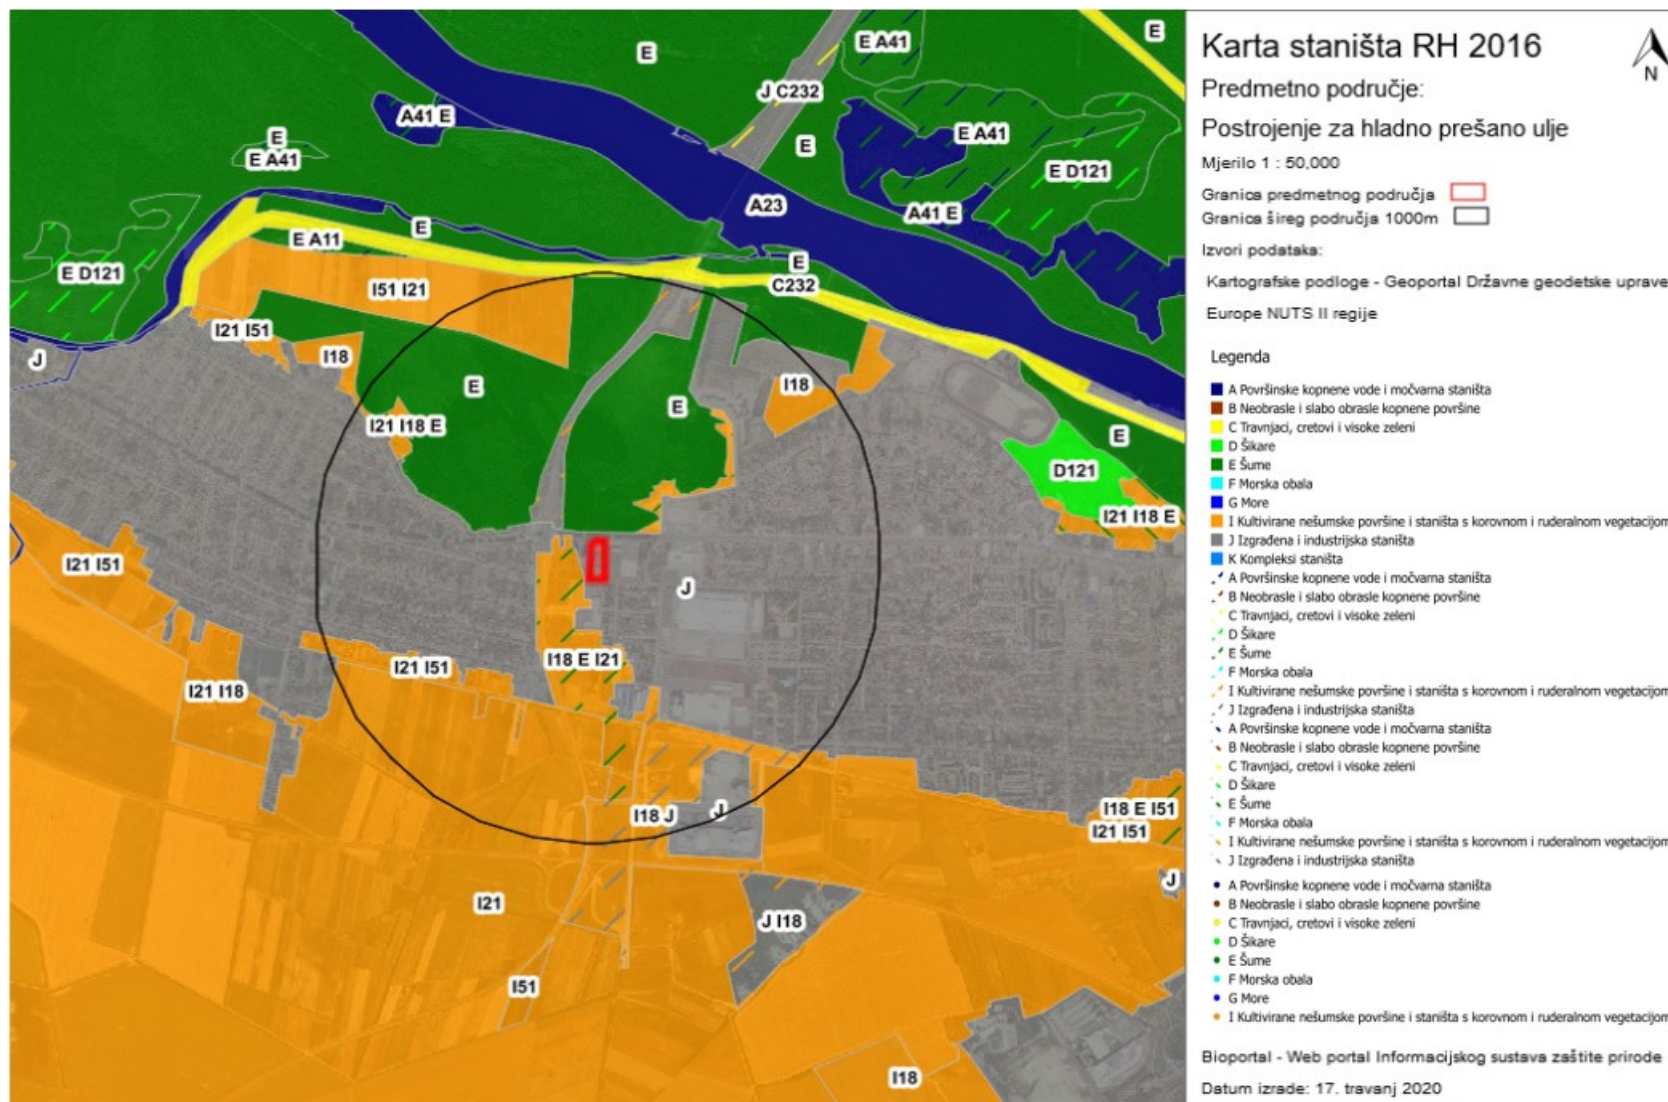 Karta staništa RH 2016
N
Predmetno područje:
Postrojenje za hladno prešano ulje
Mjerilo 1 : 50,000
Granica predmetnog područja
Granica šireg područja 1000m
Izvori podataka:
Kartografske podloge - Geoportal Državne geodetske uprave
Europe NUTS II regije
Legenda
A Površinske kopnene vode i močvarna staništa
B Neobrasle i slabo obrasle kopnene površine
C Travnjaci, cretovi i visoke zeleni
D Šikare
E Šume
F Morska obala
G More
I Kultivirane nešumske površine i staništa s korovnom i ruderalnom vegetacijom
J Izgrađena i industrijska staništa
K Kompleksi staništa
A Površinske kopnene vode i močvarna staništa
B Neobrasle i slabo obrasle kopnene površine
C Travnjaci, cretovi i visoke zeleni
D Šikare
E Šume
F Morska obala
I Kultivirane nešumske površine i staništa s korovnom i ruderalnom vegetacijom
J Izgrađena i industrijska staništa
A Površinske kopnene vode i močvarna staništa
B Neobrasle i slabo obrasle kopnene površine
C Travnjaci, cretovi i visoke zeleni
D Šikare
E Šume
F Morska obala
I Kultivirane nešumske površine i staništa s korovnom i ruderalnom vegetacijom
J Izgrađena i industrijska staništa
A Površinske kopnene vode i močvarna staništa
B Neobrasle i slabo obrasle kopnene površine
C Travnjaci, cretovi i visoke zeleni
D Šikare
E Šume
F Morska obala
G More
I Kultivirane nešumske površine i staništa s korovnom i ruderalnom vegetacijom
Bioportal - Web portal Informacijskog sustava zaštite prirode
Datum izrade: 17. travanj 2020
E
E
E A41
J C232
A41 E
E
E A41
E
E A41
E D121
A23
A41 E
E
E A11
E
E D121
C232
I51 I21
I21 I51
I18
J
E
I18
E
I21 I18 E
E
D121
I21 I18 E
I21 I51
J
I18 E I21
I21 I51
I21 I18
I18 E I51
I18 J
J
I21 I51
J
I21
J I18
I51
I18